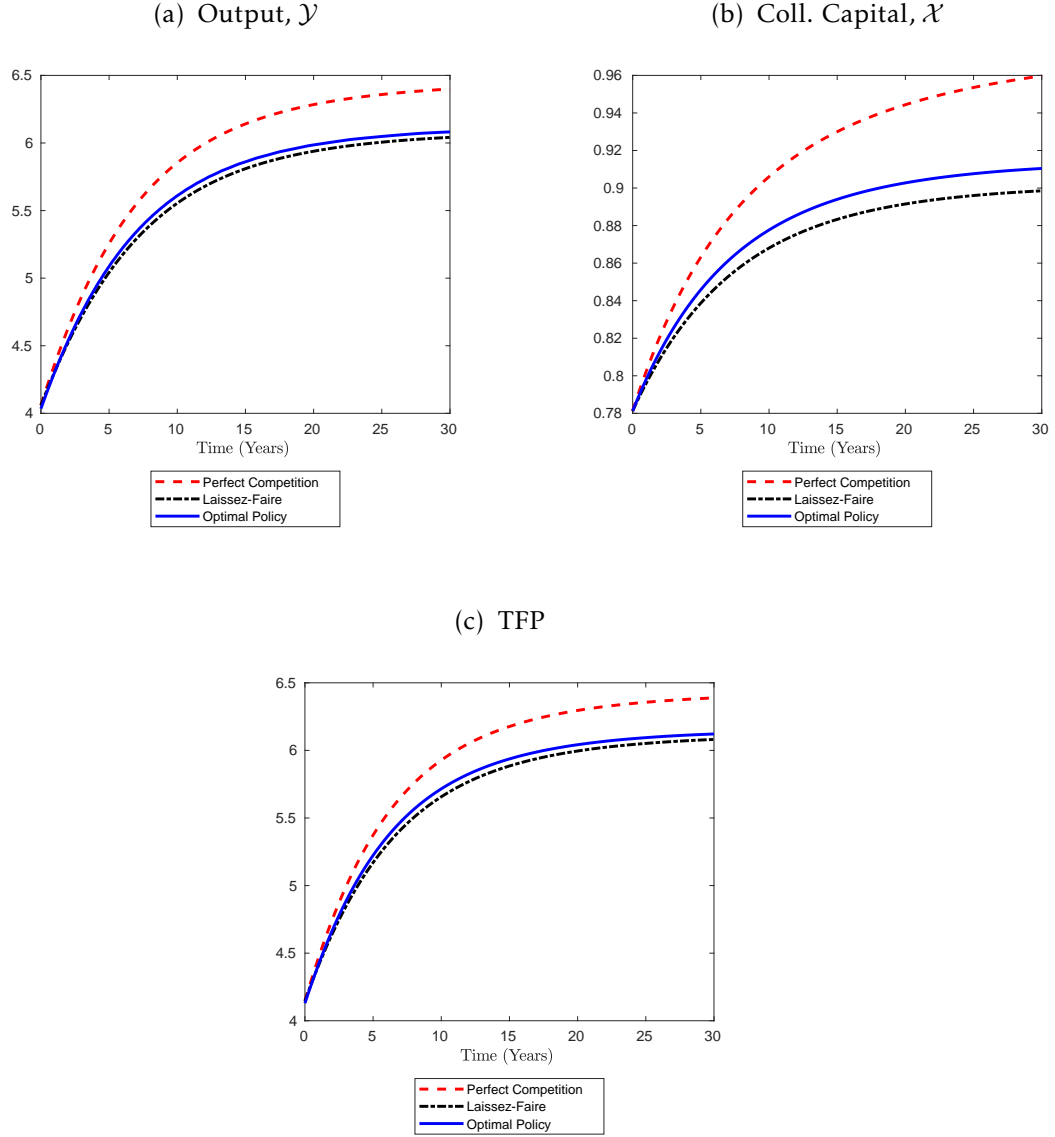 (a) Output, 𝒴
6.5
6
5.5
5
4.5
4
0 5 10 15 20 25 30
Time (Years)
Perfect Competition
Laissez-Faire
Optimal Policy
(b) Coll. Capital, 𝒳
0.96
0.94
0.92
0.9
0.88
0.86
0.84
0.82
0.8
0.78
0 5 10 15 20 25 30
Time (Years)
Perfect Competition
Laissez-Faire
Optimal Policy
(c) TFP
6.5
6
5.5
5
4.5
4
0 5 10 15 20 25 30
Time (Years)
Perfect Competition
Laissez-Faire
Optimal Policy